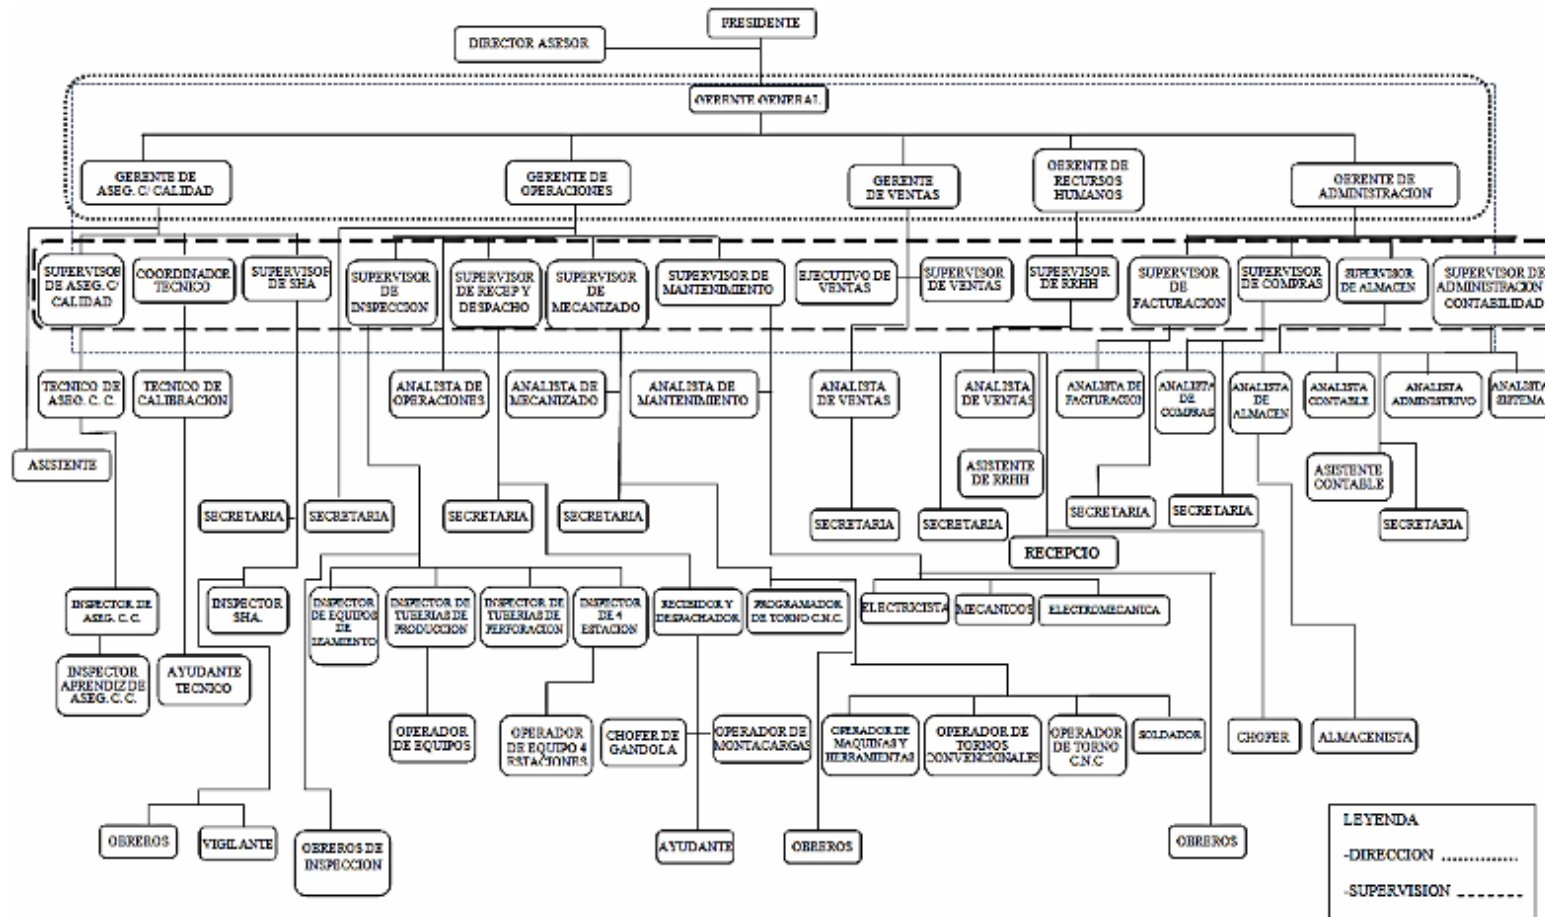 PRESIDENTE
DIRECTOR ASESOR
GERENTE GENERAL
GERENTE DE
ASEG. C/ CALIDAD
GERENTE DE
OPERACIONES
GERENTE
DE VENTAS
GERENTE DE
RECURSOS
HUMANOS
GERENTE DE
ADMINISTRACION
SUPERVISOR
DE ASEG. C/
CALIDAD
COORDINADOR
TECNICO
SUPERVISOR
DE SHA
SUPERVISOR
DE
INSPECCION
SUPERVISOR
DE RECEP Y
DESPACHO
SUPERVISOR
DE
MECANIZADO
SUPERVISOR DE
MANTENIMIENTO
EJECUTIVO DE
VENTAS
SUPERVISOR
DE VENTAS
SUPERVISOR
DE RRHH
SUPERVISOR
DE
FACTURACION
SUPERVISOR
DE COMPRAS
SUPERVISOR
DE ALMACEN
SUPERVISOR DE
ADMINISTRACION
CONTABILIDAD
TECNICO DE
ASEG. C. C.
TECNICO DE
CALIBRACION
ANALISTA DE
OPERACIONES
ANALISTA DE
MECANIZADO
ANALISTA DE
MANTENIMIENTO
ANALISTA
DE VENTAS
ANALISTA
DE VENTAS
ANALISTA DE
FACTURACION
ANALISTA
DE
COMPRAS
ANALISTA
DE
ALMACEN
ANALISTA
CONTABLE
ANALISTA
ADMINISTRIVO
ANALISTA
SISTEMA
ASISTENTE
ASISTENTE
DE RRHH
ASISTENTE
CONTABLE
SECRETARIA
SECRETARIA
SECRETARIA
SECRETARIA
SECRETARIA
SECRETARIA
SECRETARIA
SECRETARIA
SECRETARIA
RECEPCIO
INSPECTOR DE
ASEG. C.C.
INSPECTOR
SHA.
INSPECTOR
DE EQUIPOS
DE
IZAMIENTO
INSPECTOR DE
TUBERIAS DE
PRODUCCION
INSPECTOR DE
TUBERIAS DE
PERFORACION
INSPECTOR
DE 4
ESTACION
RECIBIDOR Y
DESPACHADOR
PROGRAMADOR
DE TORNO C.N.C.
ELECTRICISTA
MECANICOS
ELECTROMECANICA
INSPECTOR
APRENDIZ DE
ASEG. C. C.
AYUDANTE
TECNICO
OPERADOR
DE EQUIPOS
OPERADOR
DE EQUIPO 4
ESTACIONES
CHOFER DE
GANDOLA
OPERADOR DE
MONTACARGAS
OPERADOR DE
MAQUINAS Y
HERRAMIENTAS
OPERADOR DE
TORNOS
CONVENCIONALES
OPERADOR
DE TORNO
C.N.C
SOLDADOR
CHOFER
ALMACENISTA
OBREROS
VIGILANTE
OBREROS DE
INSPECCION
AYUDANTE
OBREROS
OBREROS
LEYENDA
-DIRECCION ..............
-SUPERVISION _ _ _ _ _ _ _